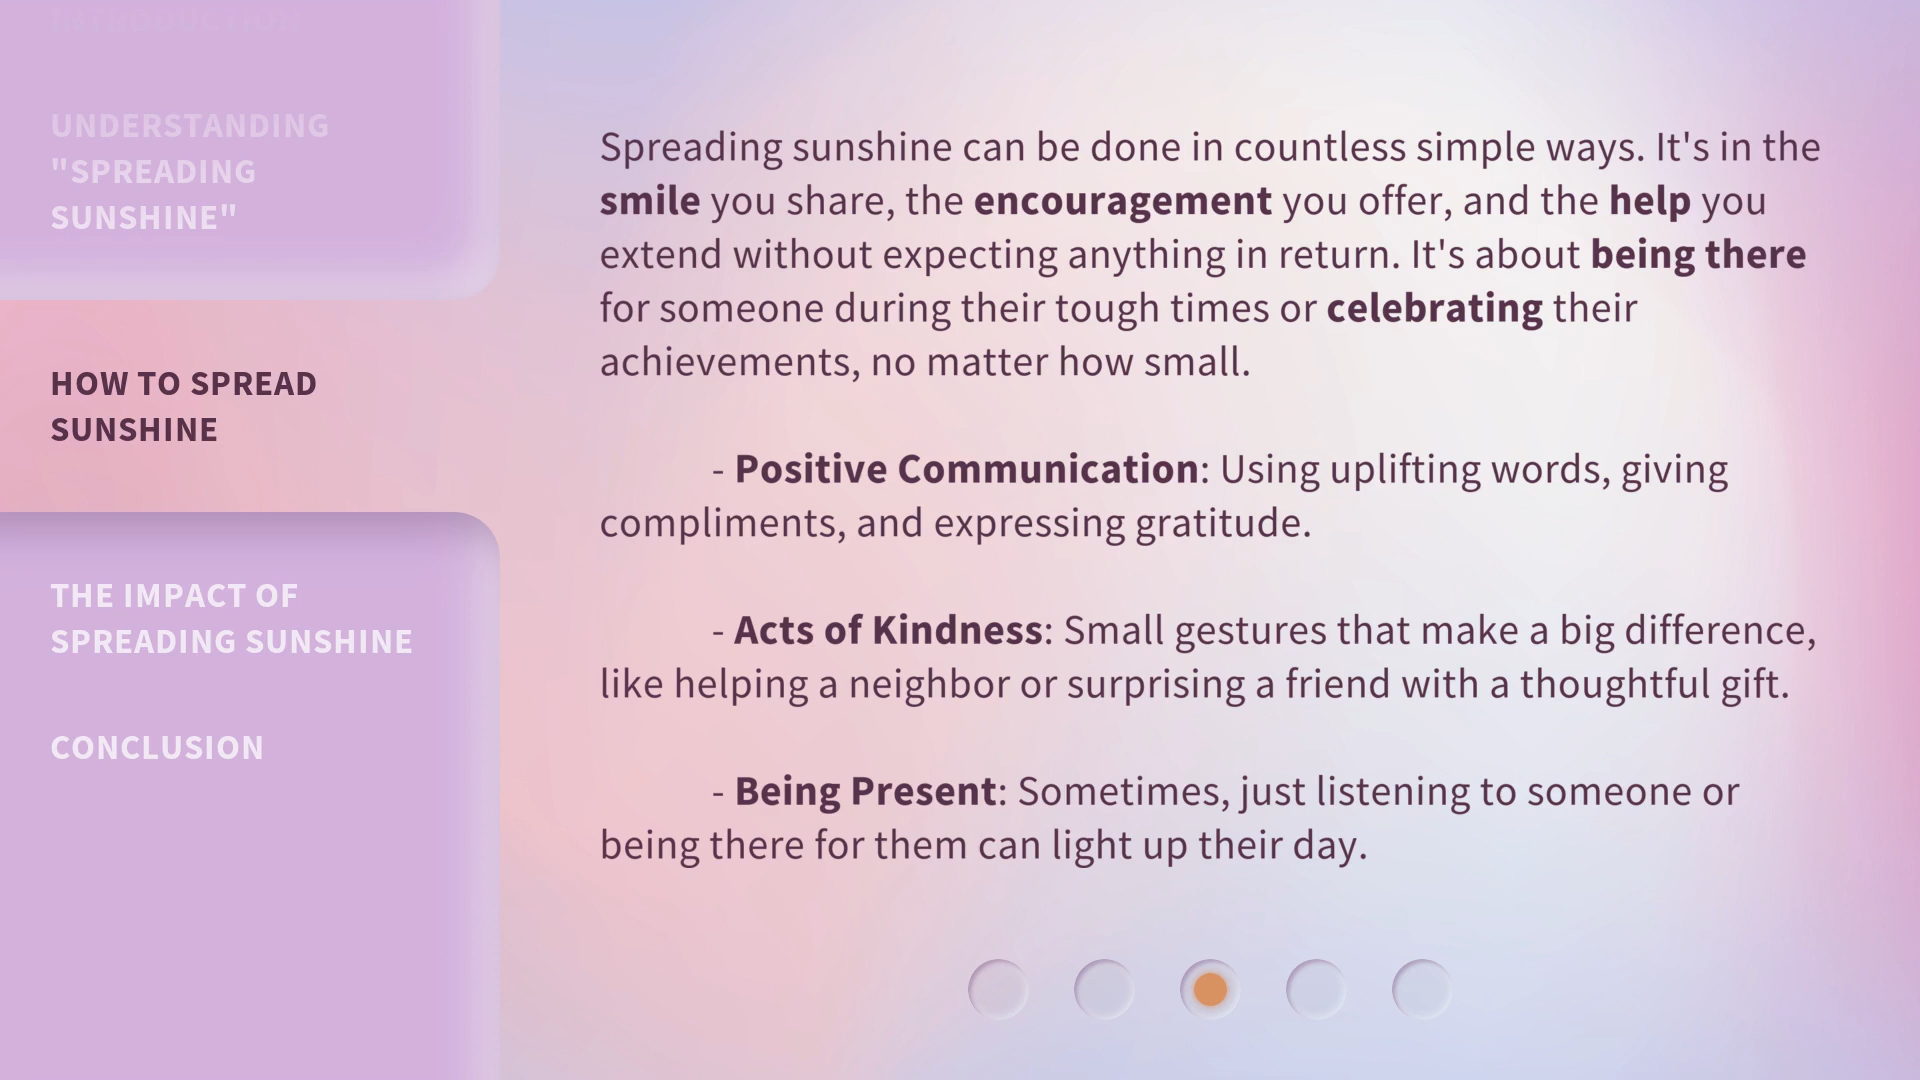 INTRODUCTION
UNDERSTANDING
"SPREADING
SUNSHINE"
HOW TO SPREAD
SUNSHINE
THE IMPACT OF
SPREADING SUNSHINE
CONCLUSION
Spreading sunshine can be done in countless simple ways. It's in the
smile you share, the encouragement you offer, and the help you
extend without expecting anything in return. It's about being there
for someone during their tough times or celebrating their
achievements, no matter how small.
- Positive Communication: Using uplifting words, giving
compliments, and expressing gratitude.
- Acts of Kindness: Small gestures that make a big difference,
like helping a neighbor or surprising a friend with a thoughtful gift.
- Being Present: Sometimes, just listening to someone or
being there for them can light up their day.